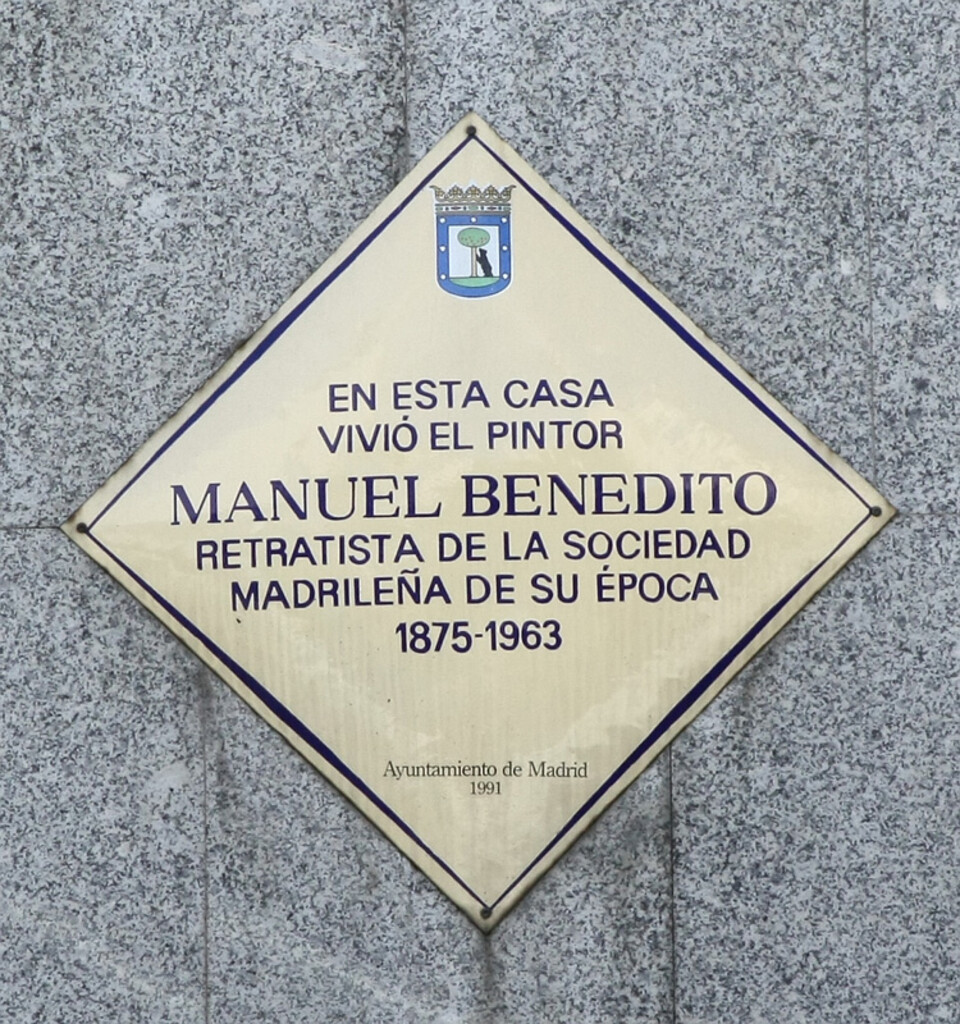 EN ESTA CASA
VIVIÓ EL PINTOR
MANUEL BENEDITO
RETRATISTA DE LA SOCIEDAD
MADRILEÑA DE SU ÉPOCA
1875-1963
Ayuntamiento de Madrid
1991